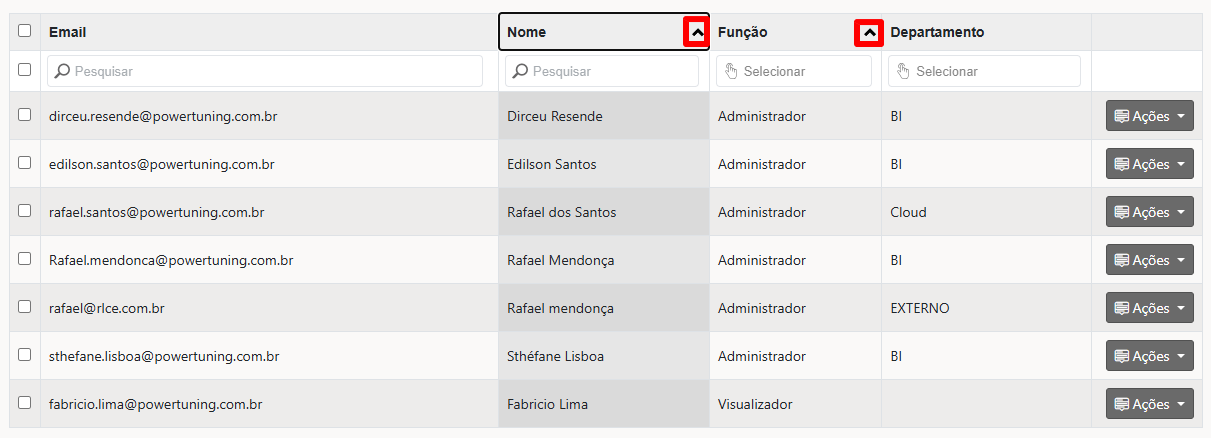 Email Nome Função Departamento
Pesquisar Pesquisar Selecionar Selecionar
dirceu.resende@powertuning.com.br Dirceu Resende Administrador BI Ações
edilson.santos@powertuning.com.br Edilson Santos Administrador BI Ações
rafael.santos@powertuning.com.br Rafael dos Santos Administrador Cloud Ações
Rafael.mendonca@powertuning.com.br Rafael Mendonça Administrador BI Ações
rafael@rlce.com.br Rafael mendonça Administrador EXTERNO Ações
sthefane.lisboa@powertuning.com.br Sthéfane Lisboa Administrador BI Ações
fabricio.lima@powertuning.com.br Fabricio Lima Visualizador Ações